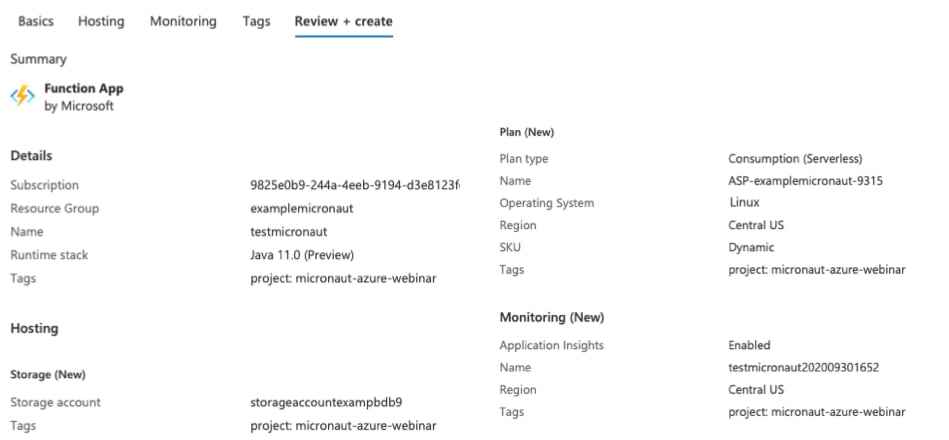 Basics Hosting Monitoring Tags Review + create
Summary
Function App
by Microsoft
Details
Subscription 9825e0b9-244a-4eeb-9194-d3e8123f
Resource Group examplemicronaut
Name testmicronaut
Runtime stack Java 11.0 (Preview)
Tags project: micronaut-azure-webinar
Hosting
Storage (New)
Storage account storageaccountexampbdb9
Tags project: micronaut-azure-webinar
Plan (New)
Plan type Consumption (Serverless)
Name ASP-examplemicronaut-9315
Operating System Linux
Region Central US
SKU Dynamic
Tags project: micronaut-azure-webinar
Monitoring (New)
Application Insights Enabled
Name testmicronaut202009301652
Region Central US
Tags project: micronaut-azure-webinar